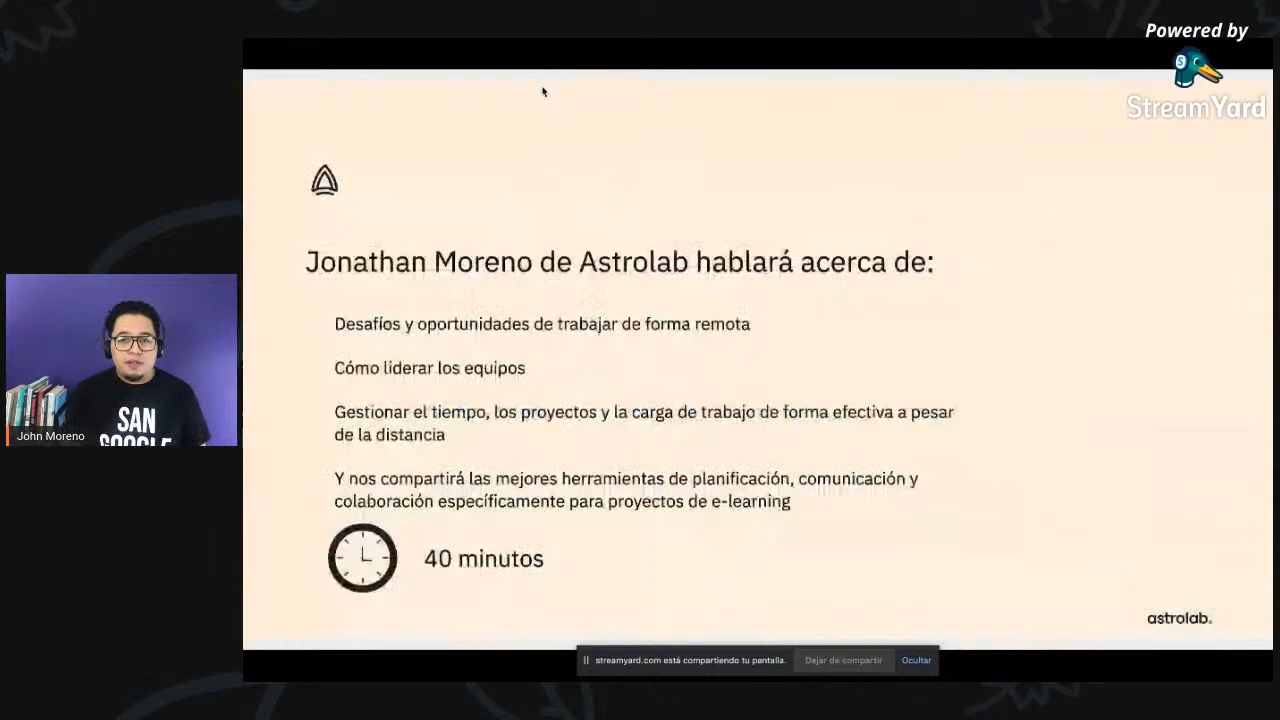 Powered by
StreamYard
Jonathan Moreno de Astrolab hablará acerca de:
Desafíos y oportunidades de trabajar de forma remota
Cómo liderar los equipos
Gestionar el tiempo, los proyectos y la carga de trabajo de forma efectiva a pesar
de la distancia
Y nos compartirá las mejores herramientas de planificación, comunicación y
colaboración específicamente para proyectos de e-learning
40 minutos
astrolab.
SAN
GOOGLE
John Moreno
streamyard.com está compartiendo tu pantalla.
Dejar de compartir
Ocultar